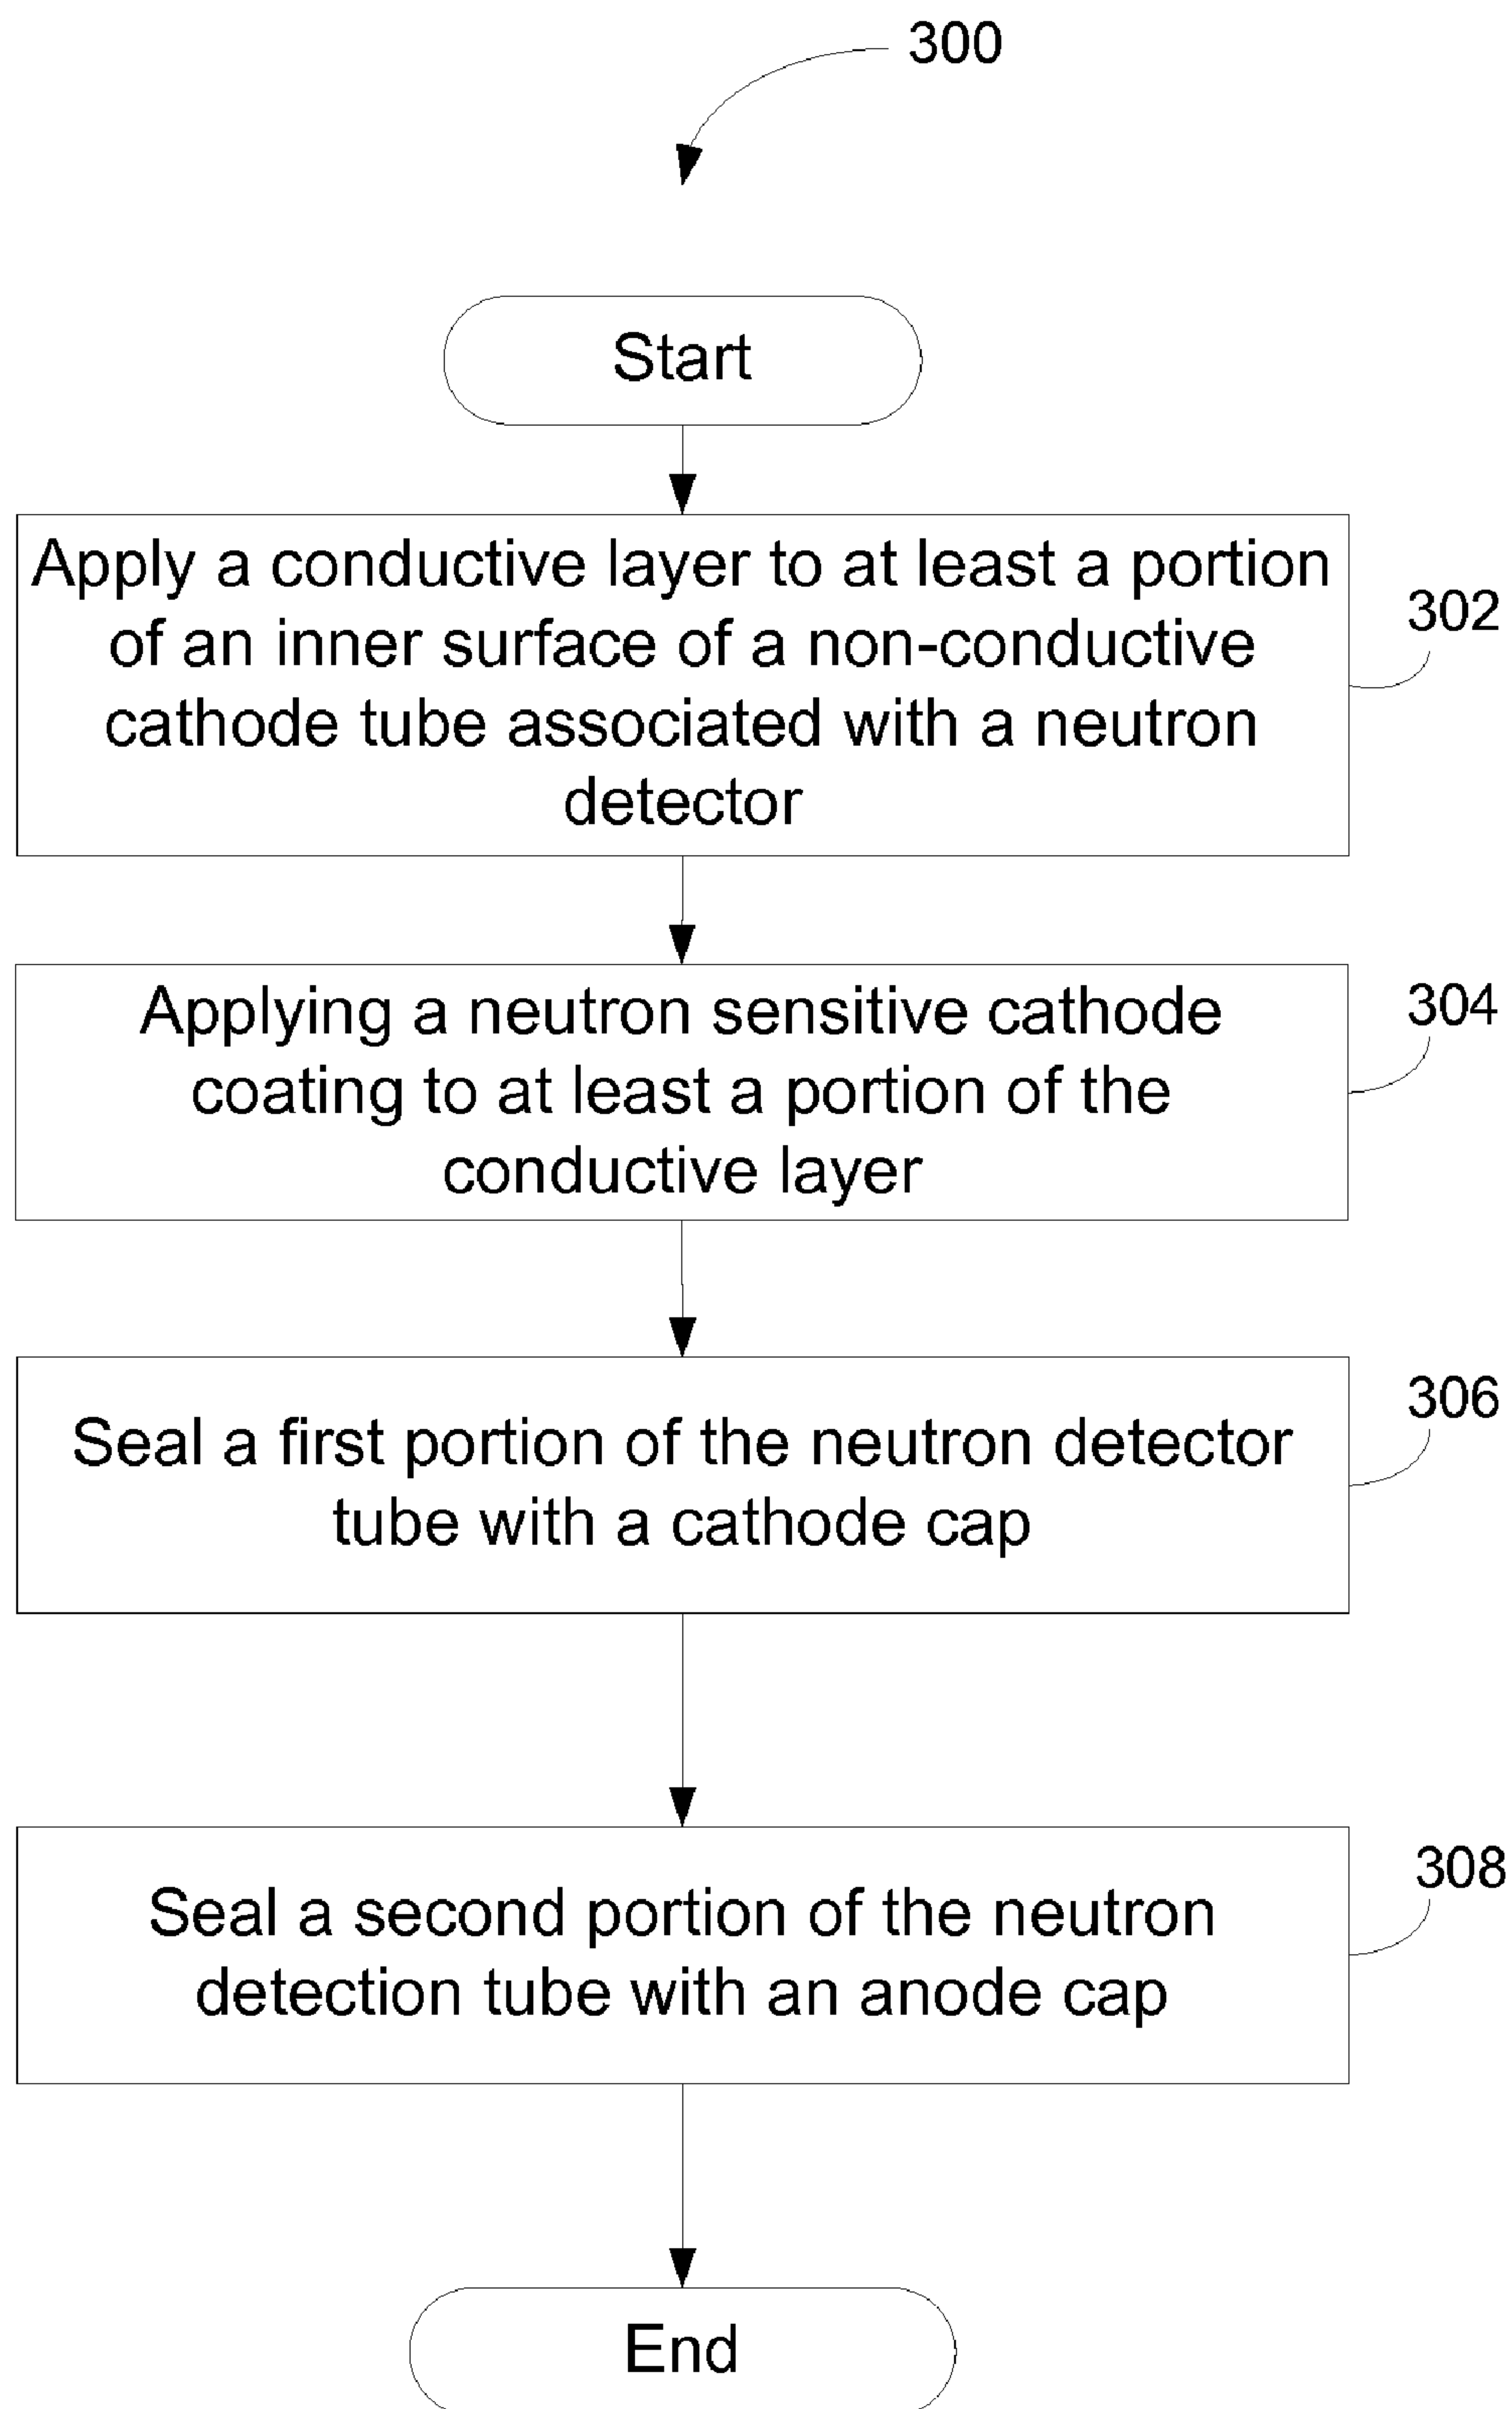 300
Start
Apply a conductive layer to at least a portion
of an inner surface of a non-conductive
cathode tube associated with a neutron
detector
302
Applying a neutron sensitive cathode
coating to at least a portion of the
conductive layer
304
Seal a first portion of the neutron detector
tube with a cathode cap
306
Seal a second portion of the neutron
detection tube with an anode cap
308
End